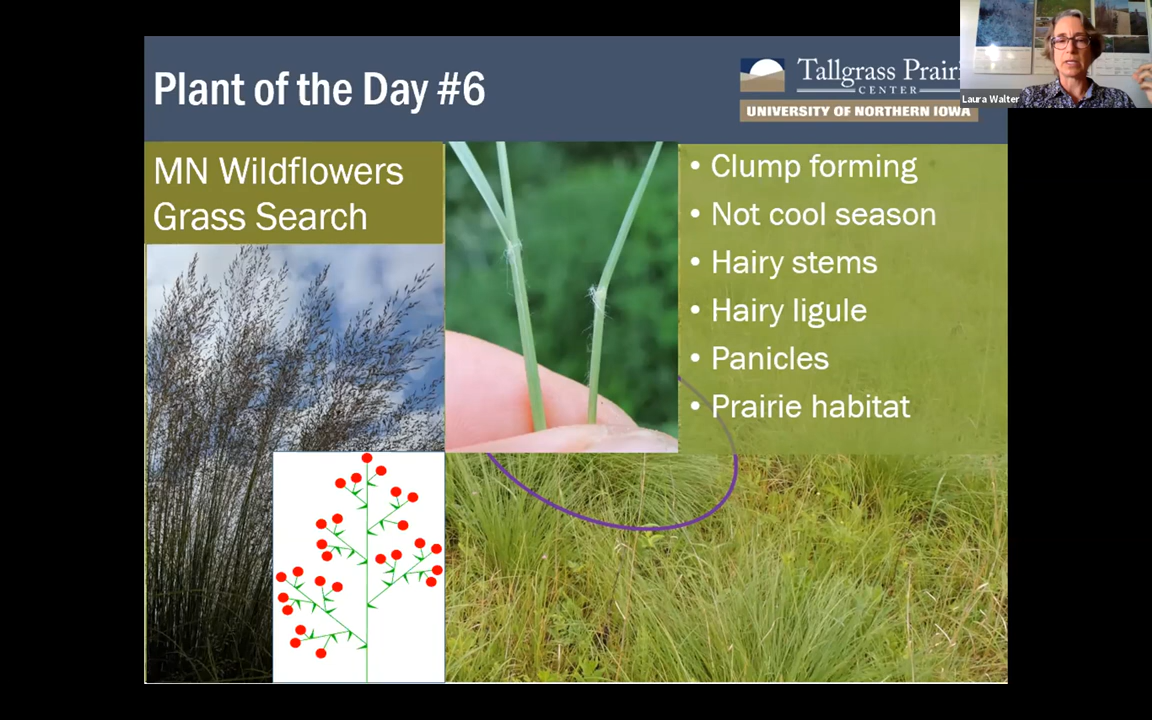 Plant of the Day #6
Tallgrass Prairi
CENTER
UNIVERSITY OF NORTHERN IOWA
Laura Walter
MN Wildflowers
Grass Search
• Clump forming
• Not cool season
• Hairy stems
• Hairy ligule
• Panicles
• Prairie habitat